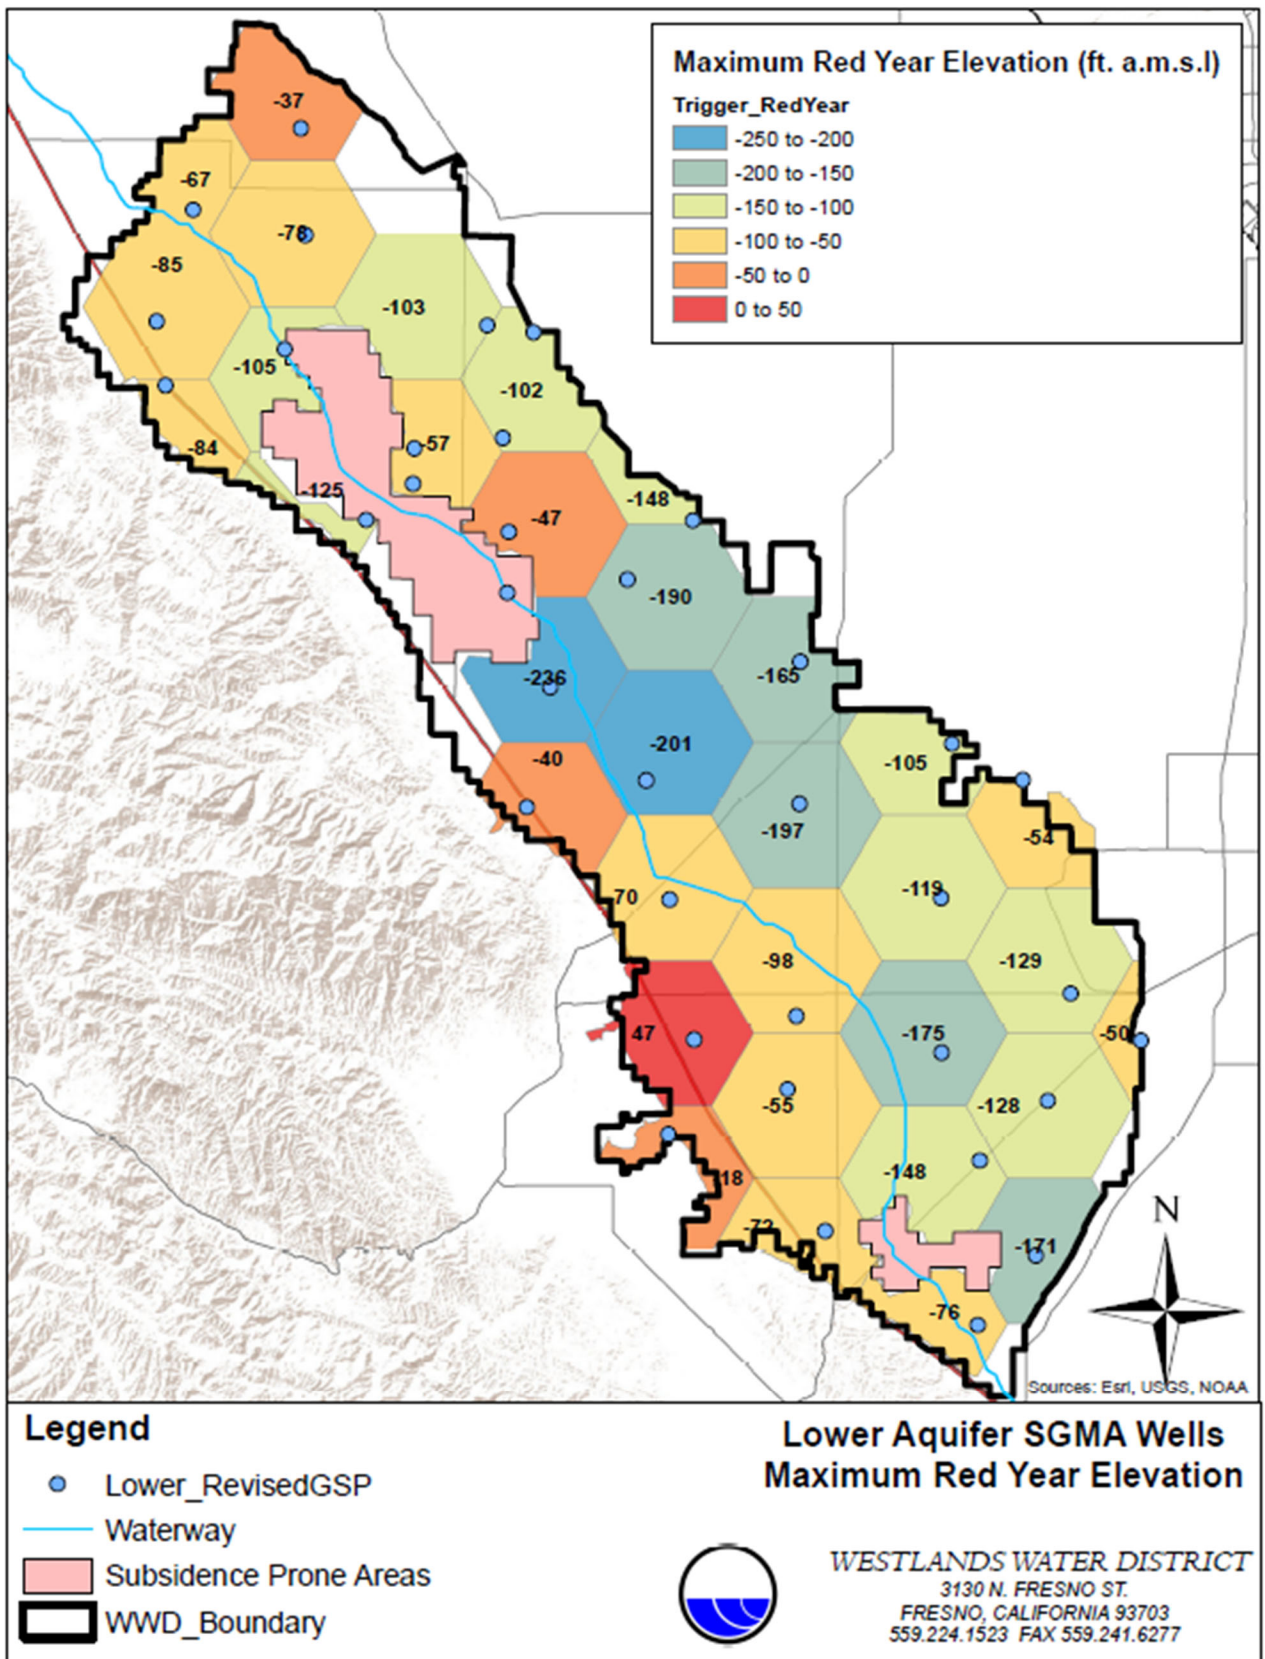 Maximum Red Year Elevation (ft. a.m.s.l)
Trigger_RedYear
-250 to -200
-200 to -150
-150 to -100
-100 to -50
-50 to 0
0 to 50
-37
-67
-78
-85
-103
-105
-102
-84
-57
-125
-148
-47
-190
-165
-236
-201
-40
-105
-197
-54
-119
70
-98
-129
47
-175
-50
-55
-128
-148
18
-72
-171
-76
N
Sources: Esri, USGS, NOAA
Legend
Lower_RevisedGSP
Waterway
Subsidence Prone Areas
WWD_Boundary
Lower Aquifer SGMA Wells
Maximum Red Year Elevation
WESTLANDS WATER DISTRICT
3130 N. FRESNO ST.
FRESNO, CALIFORNIA 93703
559.224.1523 FAX 559.241.6277